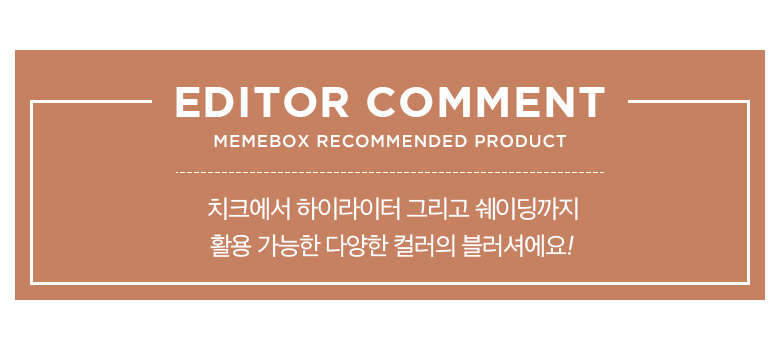 EDITOR COMMENT
MEMEBOX RECOMMENDED PRODUCT
치크에서 하이라이터 그리고 쉐이딩까지
활용 가능한 다양한 컬러의 블러셔에요!